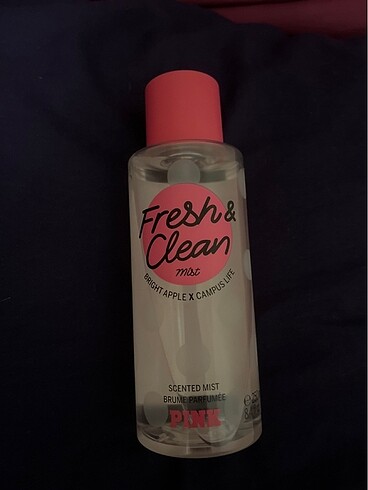 Fresh &
Clean
mist
BRIGHT APPLE X CAMPUS LIFE
SCENTED MIST
BRUME PARFUMÉE
PINK